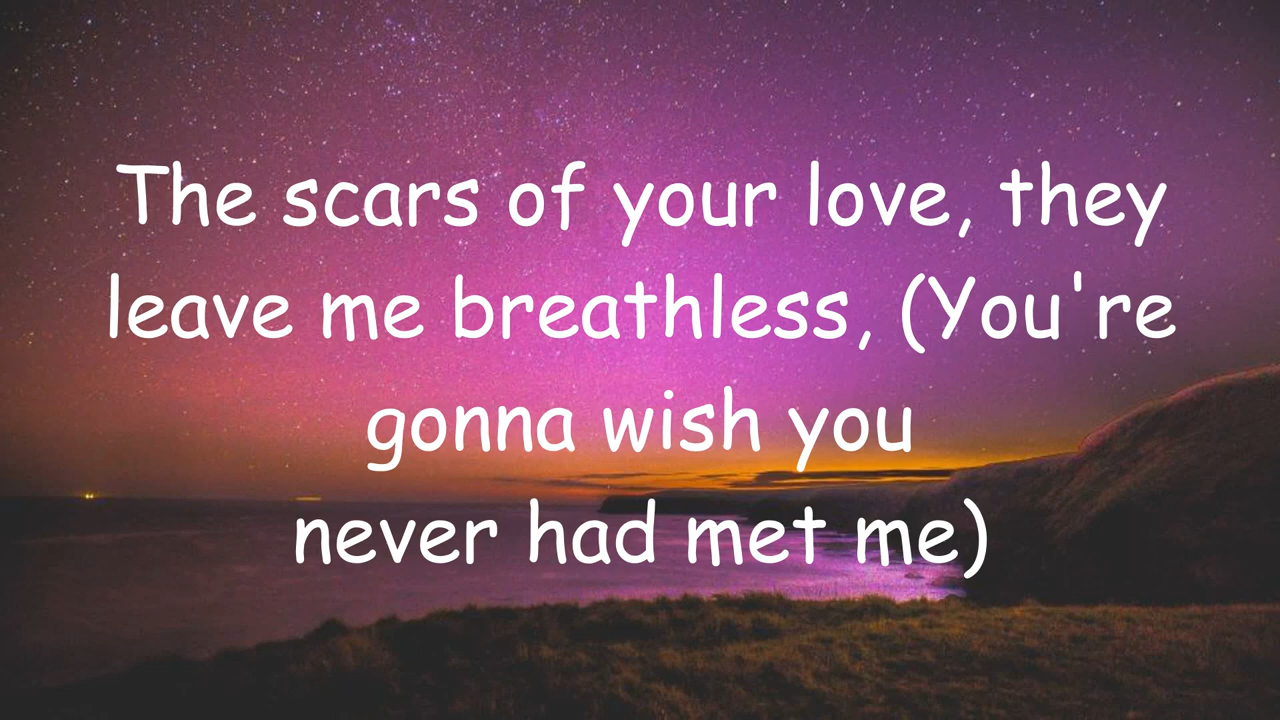 The scars of your love, they
leave me breathless, (You're
gonna wish you
never had met me)